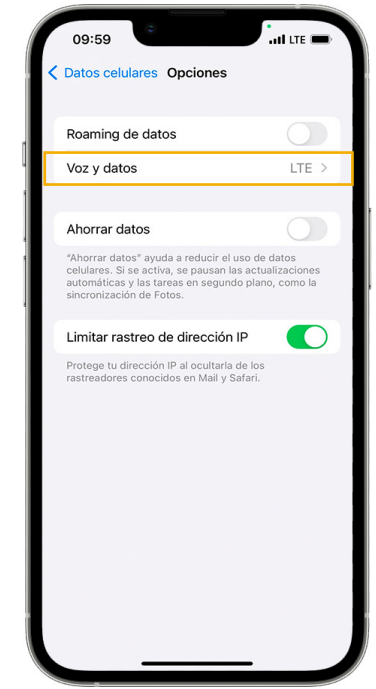 09:59 LTE
Datos celulares Opciones
Roaming de datos
Voz y datos LTE
Ahorrar datos
“Ahorrar datos” ayuda a reducir el uso de datos
celulares. Si se activa, se pausan las actualizaciones
automáticas y las tareas en segundo plano, como la
sincronización de Fotos.
Limitar rastreo de dirección IP
Protege tu dirección IP al ocultarla de los
rastreadores conocidos en Mail y Safari.